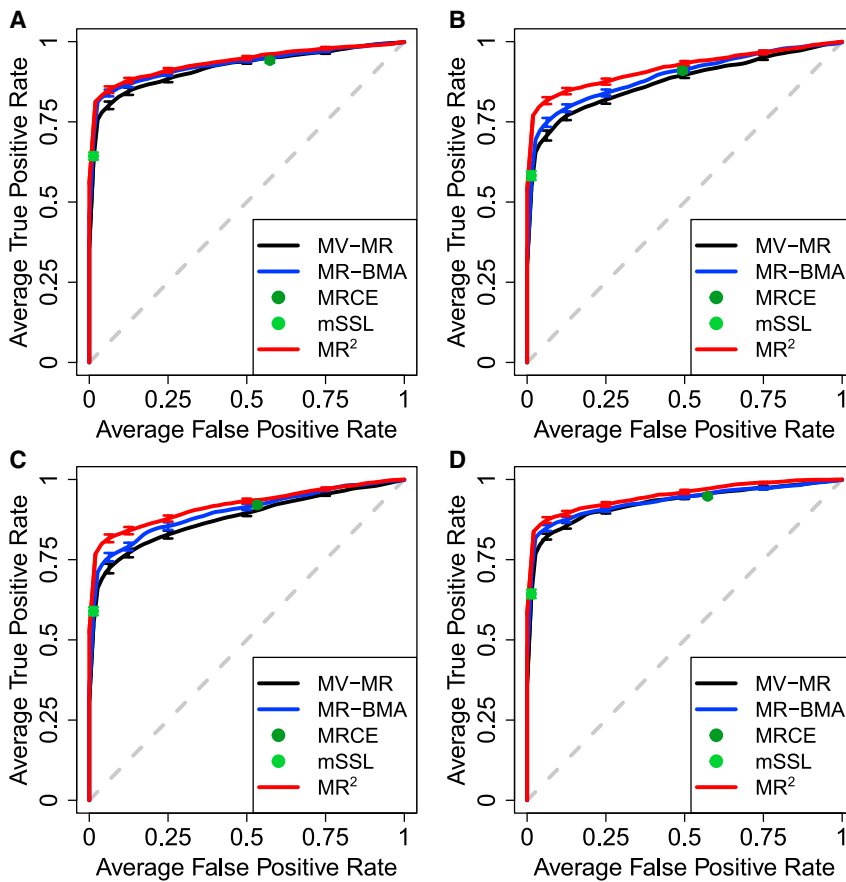 A
1
0.75
0.5
0.25
0
Average True Positive Rate
MV−MR
MR−BMA
MRCE
mSSL
MR²
0 0.25 0.5 0.75 1
Average False Positive Rate
B
1
0.75
0.5
0.25
0
Average True Positive Rate
MV−MR
MR−BMA
MRCE
mSSL
MR²
0 0.25 0.5 0.75 1
Average False Positive Rate
C
1
0.75
0.5
0.25
0
Average True Positive Rate
MV−MR
MR−BMA
MRCE
mSSL
MR²
0 0.25 0.5 0.75 1
Average False Positive Rate
D
1
0.75
0.5
0.25
0
Average True Positive Rate
MV−MR
MR−BMA
MRCE
mSSL
MR²
0 0.25 0.5 0.75 1
Average False Positive Rate